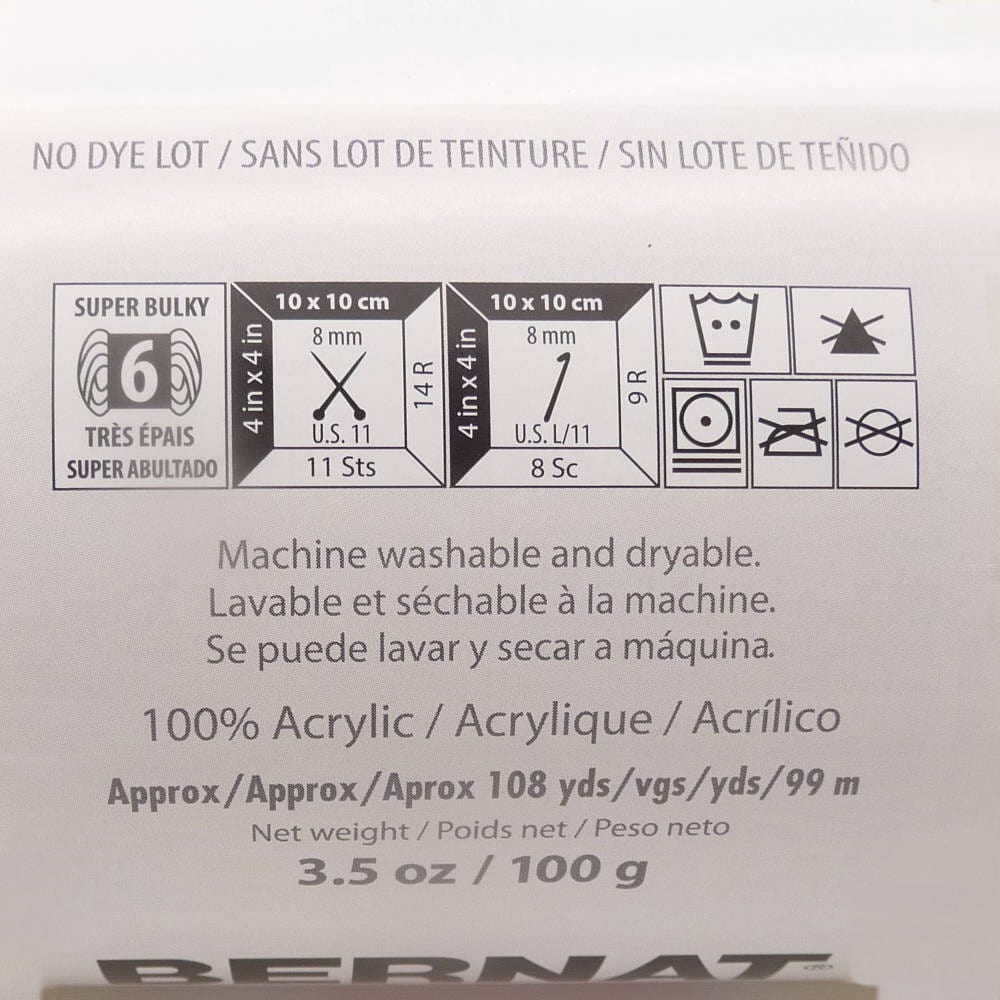 NO DYE LOT / SANS LOT DE TEINTURE / SIN LOTE DE TEÑIDO
SUPER BULKY
6
TRÈS ÉPAIS
SUPER ABULTADO
10 x 10 cm
4 in x 4 in
8 mm
U.S. 11
14 R
11 Sts
10 x 10 cm
4 in x 4 in
8 mm
U.S. L/11
9 R
8 Sc
Machine washable and dryable.
Lavable et séchable à la machine.
Se puede lavar y secar a máquina.
100% Acrylic / Acrylique / Acrílico
Approx/Approx/Aprox 108 yds/vgs/yds/99 m
Net weight / Poids net / Peso neto
3.5 oz / 100 g
BERNAT®